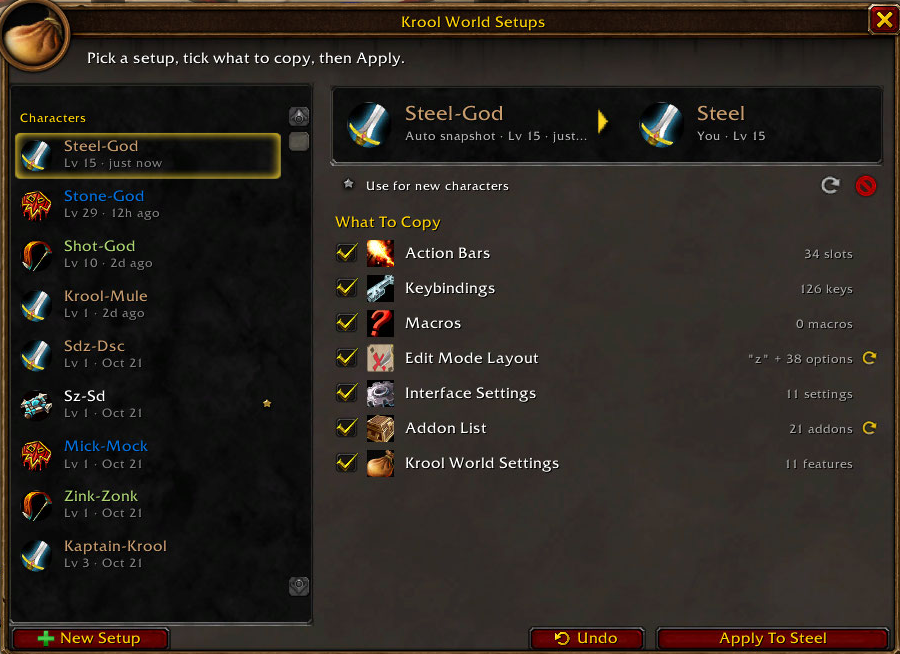 Krool World Setups
Pick a setup, tick what to copy, then Apply.
Characters
Steel-God
Lv 15 · just now
Stone-God
Lv 29 · 12h ago
Shot-God
Lv 10 · 2d ago
Krool-Mule
Lv 1 · 2d ago
Sdz-Dsc
Lv 1 · Oct 21
Sz-Sd
Lv 1 · Oct 21
Mick-Mock
Lv 1 · Oct 21
Zink-Zonk
Lv 1 · Oct 21
Kaptain-Krool
Lv 3 · Oct 21
New Setup
Steel-God
Auto snapshot · Lv 15 · just...
Steel
You · Lv 15
Use for new characters
What To Copy
Action Bars 34 slots
Keybindings 126 keys
Macros 0 macros
Edit Mode Layout "z" + 38 options
Interface Settings 11 settings
Addon List 21 addons
Krool World Settings 11 features
Undo
Apply To Steel